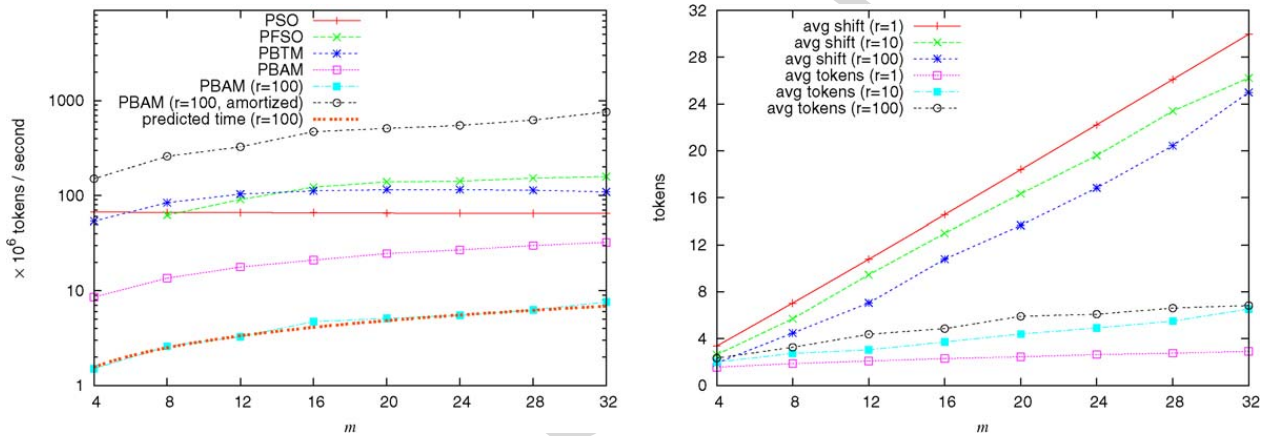 PSO
PFSO
PBTM
PBAM
PBAM (r=100)
PBAM (r=100, amortized)
predicted time (r=100)
× 10⁶ tokens / second
1000
100
10
1
4 8 12 16 20 24 28 32
m
avg shift (r=1)
avg shift (r=10)
avg shift (r=100)
avg tokens (r=1)
avg tokens (r=10)
avg tokens (r=100)
tokens
32
28
24
20
16
12
8
4
0
4 8 12 16 20 24 28 32
m